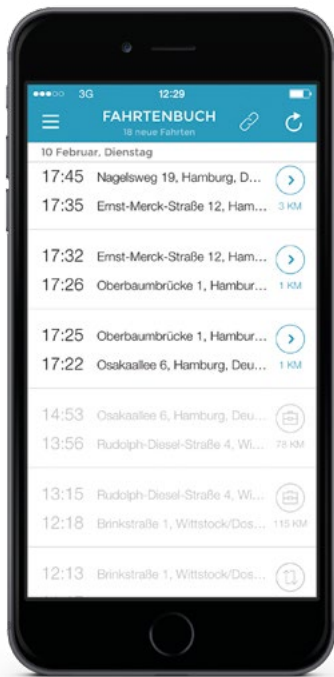 3G 12:29
FAHRTENBUCH
18 neue Fahrten
10 Februar, Dienstag
17:45 Nagelsweg 19, Hamburg, D...
17:35 Ernst-Merck-Straße 12, Ham... 3 KM
17:32 Ernst-Merck-Straße 12, Ham...
17:26 Oberbaumbrücke 1, Hambur... 1 KM
17:25 Oberbaumbrücke 1, Hambur...
17:22 Osakaallee 6, Hamburg, Deu... 1 KM
14:53 Osakaallee 6, Hamburg, Deu...
13:56 Rudolph-Diesel-Straße 4, Wi... 78 KM
13:15 Rudolph-Diesel-Straße 4, Wi...
12:18 Brinkstraße 1, Wittstock/Dos... 115 KM
12:13 Brinkstraße 1, Wittstock/Dos...